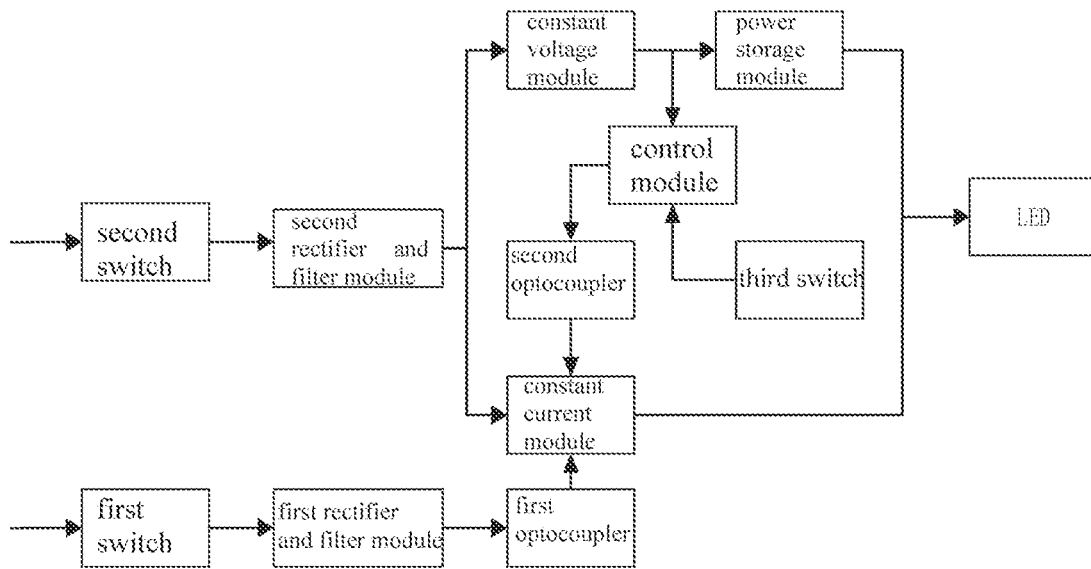 constant
voltage
module
power
storage
module
control
module
second
switch
second
rectifier and
filter module
second
optocoupler
third switch
LED
constant
current
module
first
switch
first rectifier
and filter module
first
optocoupler